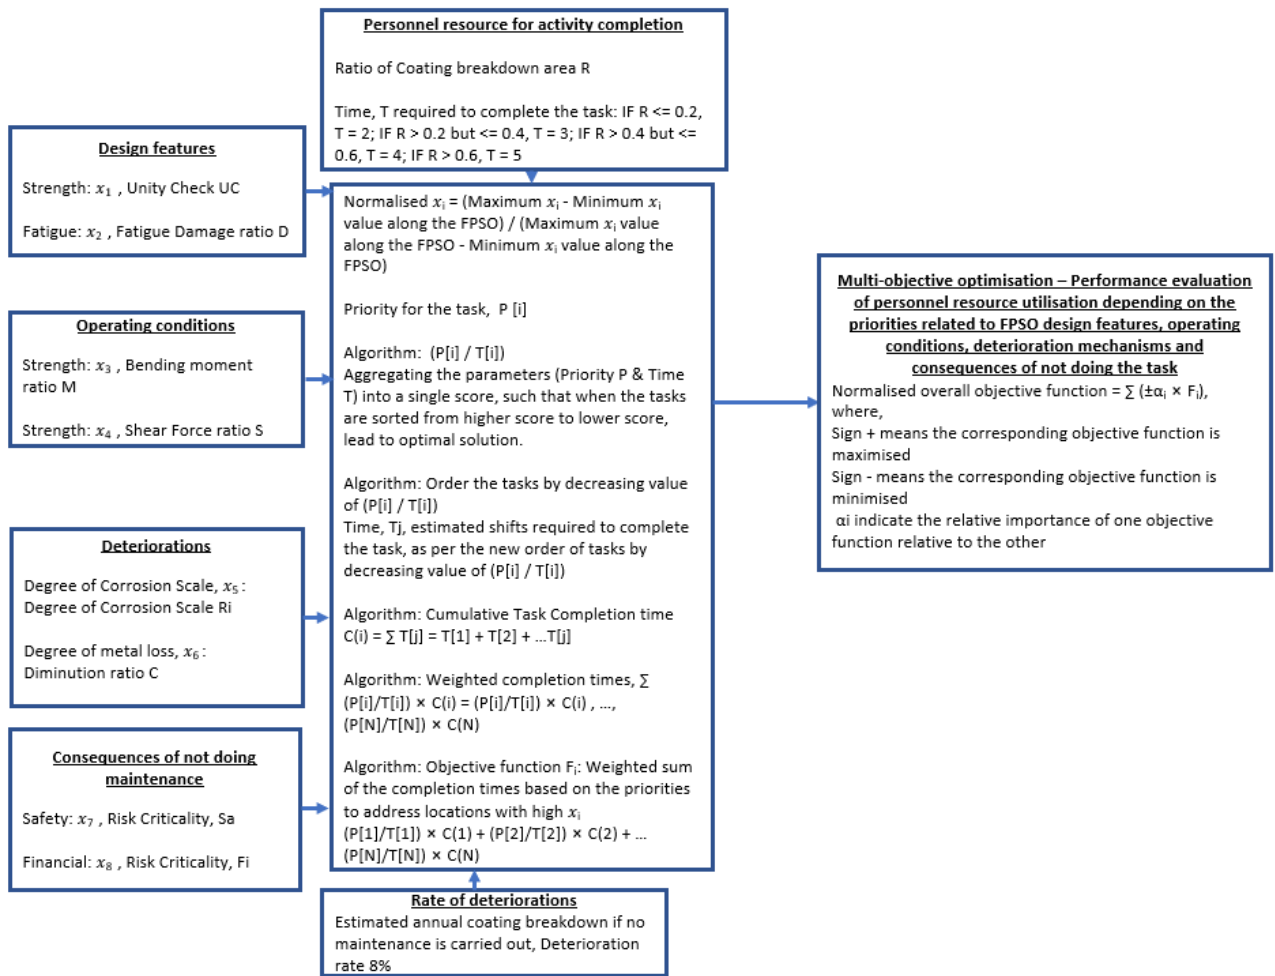 Personnel resource for activity completion
Ratio of Coating breakdown area R
Time, T required to complete the task: IF R <= 0.2,
T = 2; IF R > 0.2 but <= 0.4, T = 3; IF R > 0.4 but <=
0.6, T = 4; IF R > 0.6, T = 5
Design features
Strength: x₁ , Unity Check UC
Fatigue: x₂ , Fatigue Damage ratio D
Operating conditions
Strength: x₃ , Bending moment
ratio M
Strength: x₄ , Shear Force ratio S
Deteriorations
Degree of Corrosion Scale, x₅ :
Degree of Corrosion Scale Ri
Degree of metal loss, x₆ :
Diminution ratio C
Consequences of not doing
maintenance
Safety: x₇ , Risk Criticality, Sa
Financial: x₈ , Risk Criticality, Fi
Normalised xᵢ = (Maximum xᵢ - Minimum xᵢ
value along the FPSO) / (Maximum xᵢ value
along the FPSO - Minimum xᵢ value along the
FPSO)
Priority for the task, P [i]
Algorithm: (P[i] / T[i])
Aggregating the parameters (Priority P & Time
T) into a single score, such that when the tasks
are sorted from higher score to lower score,
lead to optimal solution.
Algorithm: Order the tasks by decreasing value
of (P[i] / T[i])
Time, Tj, estimated shifts required to complete
the task, as per the new order of tasks by
decreasing value of (P[i] / T[i])
Algorithm: Cumulative Task Completion time
C(i) = ∑ T[j] = T[1] + T[2] + ...T[j]
Algorithm: Weighted completion times, ∑
(P[i]/T[i]) × C(i) = (P[i]/T[i]) × C(i) , ...,
(P[N]/T[N]) × C(N)
Algorithm: Objective function Fᵢ: Weighted sum
of the completion times based on the priorities
to address locations with high xᵢ
(P[1]/T[1]) × C(1) + (P[2]/T[2]) × C(2) + ...
(P[N]/T[N]) × C(N)
Rate of deteriorations
Estimated annual coating breakdown if no
maintenance is carried out, Deterioration
rate 8%
Multi-objective optimisation – Performance evaluation
of personnel resource utilisation depending on the
priorities related to FPSO design features, operating
conditions, deterioration mechanisms and
consequences of not doing the task
Normalised overall objective function = ∑ (±αᵢ × Fᵢ),
where,
Sign + means the corresponding objective function is
maximised
Sign - means the corresponding objective function is
minimised
αi indicate the relative importance of one objective
function relative to the other